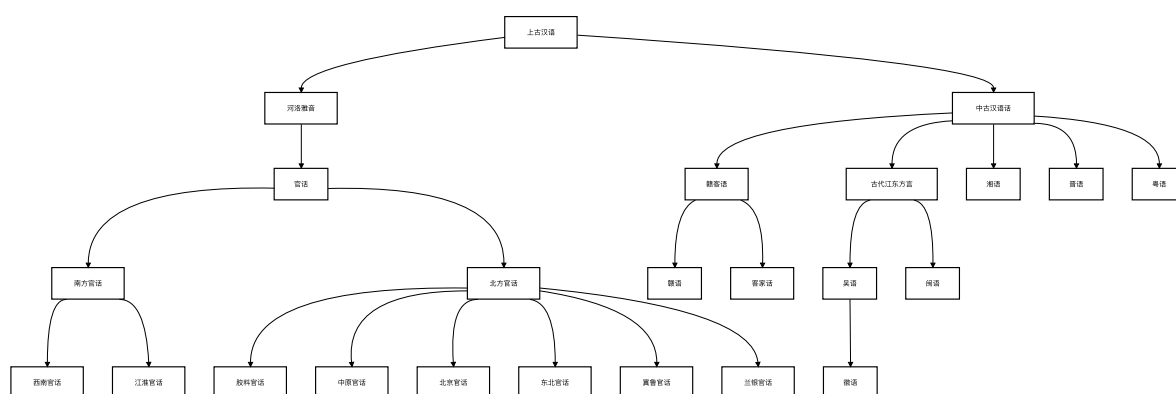 上古汉语
河洛雅音
中古汉语话
官话
赣客语
古代江东方言
湘语
晋语
粤语
南方官话
北方官话
赣语
客家话
吴语
闽语
西南官话
江淮官话
胶料官话
中原官话
北京官话
东北官话
冀鲁官话
兰银官话
徽语